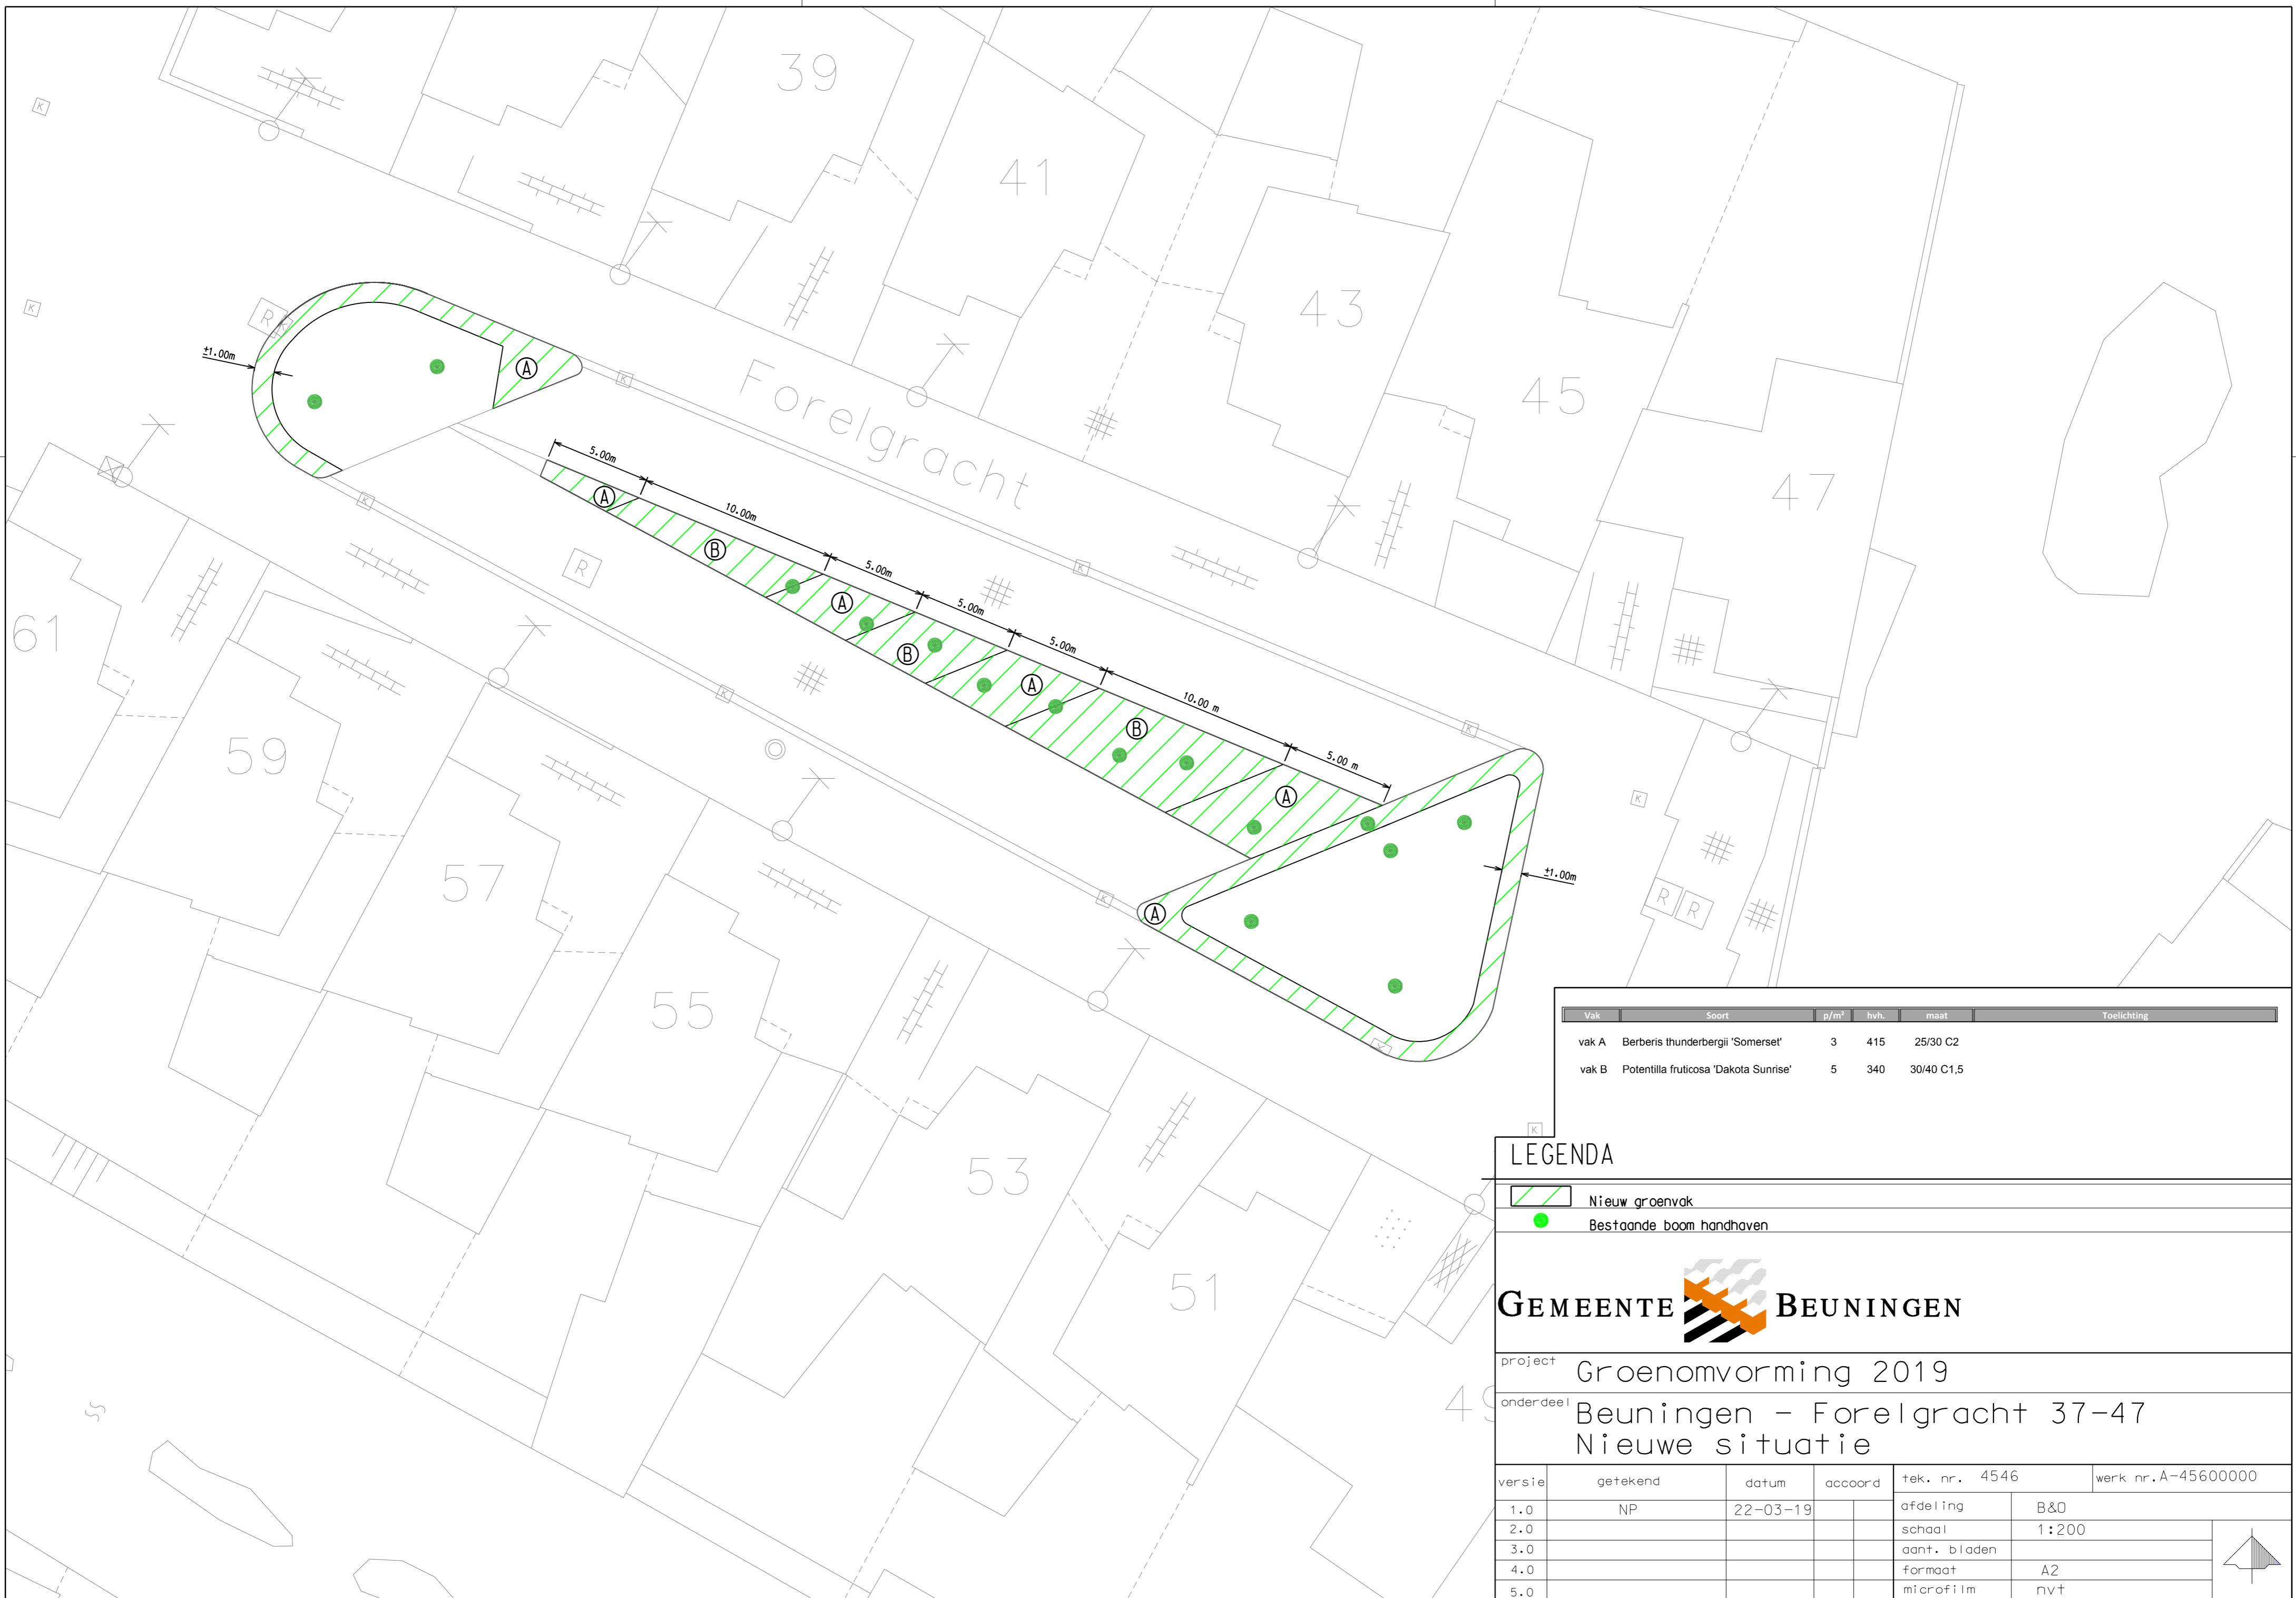 39
41
43
45
47
Forelgracht
R
K
K
K
K
±1.00m
A
5.00m
A
10.00m
B
5.00m
A
5.00m
B
5.00m
A
10.00 m
B
5.00 m
A
A
±1.00m
K
R
K
K
K
K
K
R R
K
K
61
59
57
55
53
51
49
Vak Soort p/m² hvh. maat Toelichting
vak A Berberis thunderbergii 'Somerset' 3 415 25/30 C2
vak B Potentilla fruticosa 'Dakota Sunrise' 5 340 30/40 C1,5
LEGENDA
Nieuw groenvak
Bestaande boom handhaven
GEMEENTE BEUNINGEN
project Groenomvorming 2019
onderdeel Beuningen - Forelgracht 37-47
Nieuwe situatie
versie getekend datum accoord tek. nr. 4546 werk nr. A-45600000
1.0 NP 22-03-19 afdeling B&O
2.0 schaal 1:200
3.0 aant. bladen
4.0 formaat A2
5.0 microfilm nvt